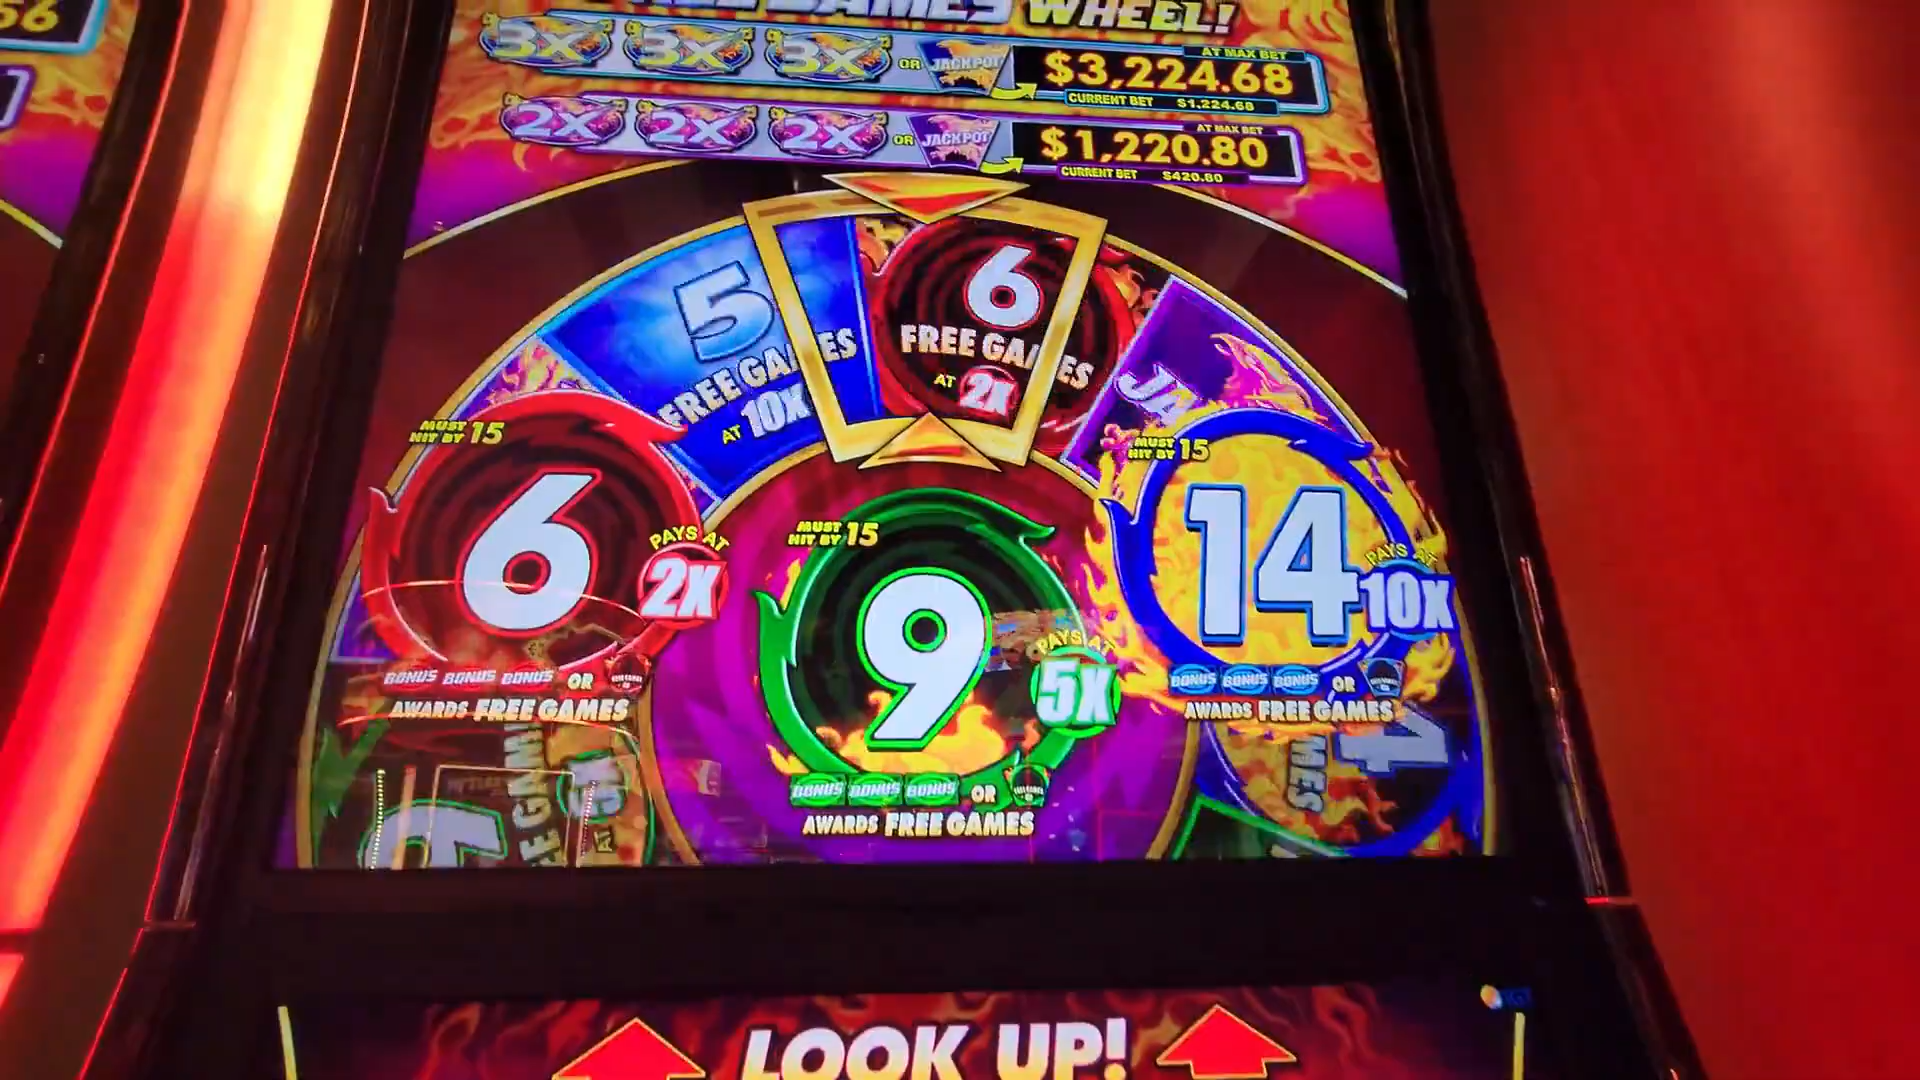 56
GAMES WHEEL!
3X 3X 3X OR JACKPOT
AT MAX BET
$3,224.68
CURRENT BET $1,224.68
2X 2X 2X OR JACKPOT
AT MAX BET
$1,220.80
CURRENT BET $420.80
5
FREE GAMES
AT 10X
6
FREE GAMES
AT 2X
JA
MUST HIT BY 15
6
PAYS AT
2X
BONUS BONUS BONUS OR
AWARDS FREE GAMES
MUST HIT BY 15
9
PAYS AT
5X
BONUS BONUS BONUS OR
AWARDS FREE GAMES
MUST HIT BY 15
14
PAYS AT
10X
BONUS BONUS BONUS OR
AWARDS FREE GAMES
LOOK UP!